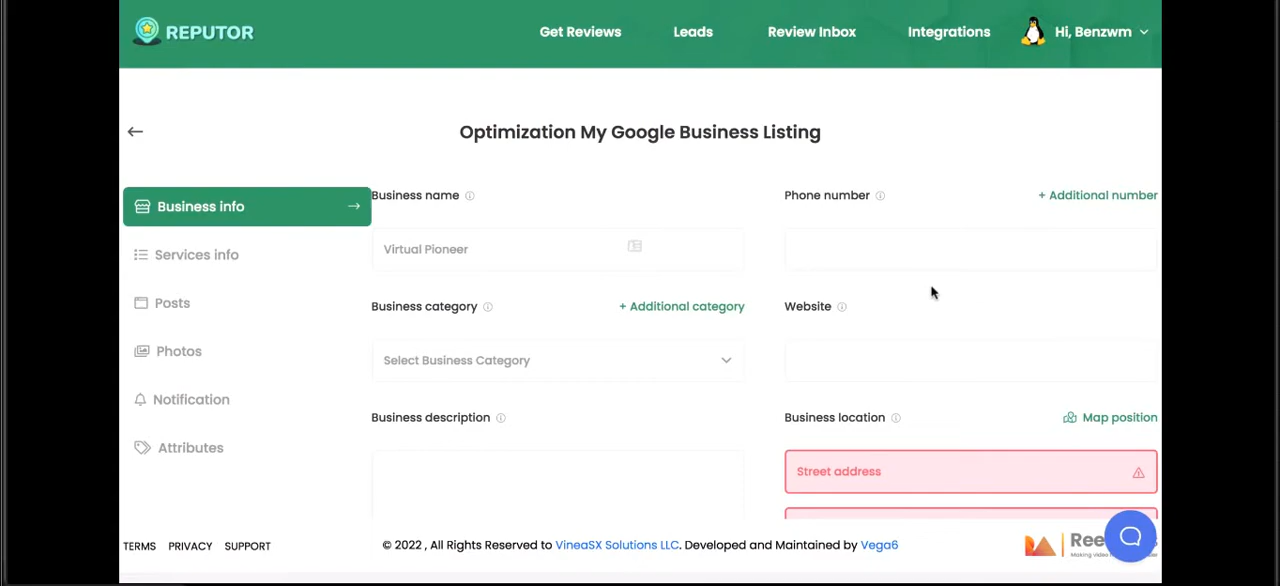 REPUTOR
Get Reviews
Leads
Review Inbox
Integrations
Hi, Benzwm
Optimization My Google Business Listing
Business info
Services info
Posts
Photos
Notification
Attributes
Business name
Virtual Pioneer
Phone number
+ Additional number
Business category
+ Additional category
Select Business Category
Website
Business description
Business location
Map position
Street address
TERMS
PRIVACY
SUPPORT
© 2022 , All Rights Reserved to VineaSX Solutions LLC. Developed and Maintained by Vega6